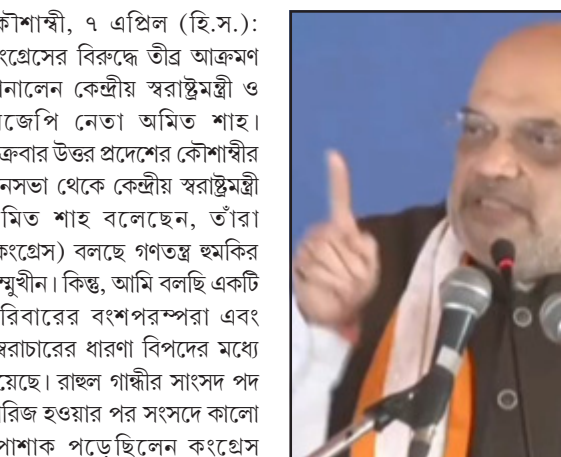 কৌশাম্বী, ৭ এপ্রিল (হি.স.):
কংগ্রেসের বিরুদ্ধে তীব্র আক্রমণ
জানালেন কেন্দ্রীয় স্বরাষ্ট্রমন্ত্রী ও
বিজেপি নেতা অমিত শাহ।
শুক্রবার উত্তর প্রদেশের কৌশাম্বীর
জনসভা থেকে কেন্দ্রীয় স্বরাষ্ট্রমন্ত্রী
অমিত শাহ বলেছেন, তাঁরা
(কংগ্রেস) বলছে গণতন্ত্র হুমকির
সম্মুখীন। কিন্তু, আমি বলছি একটি
পরিবারের বংশপরম্পরা এবং
স্বৈরাচারের ধারণা বিপদের মধ্যে
রয়েছে। রাহুল গান্ধীর সাংসদ পদ
খারিজ হওয়ার পর সংসদে কালো
পোশাক পড়েছিলেন কংগ্রেস